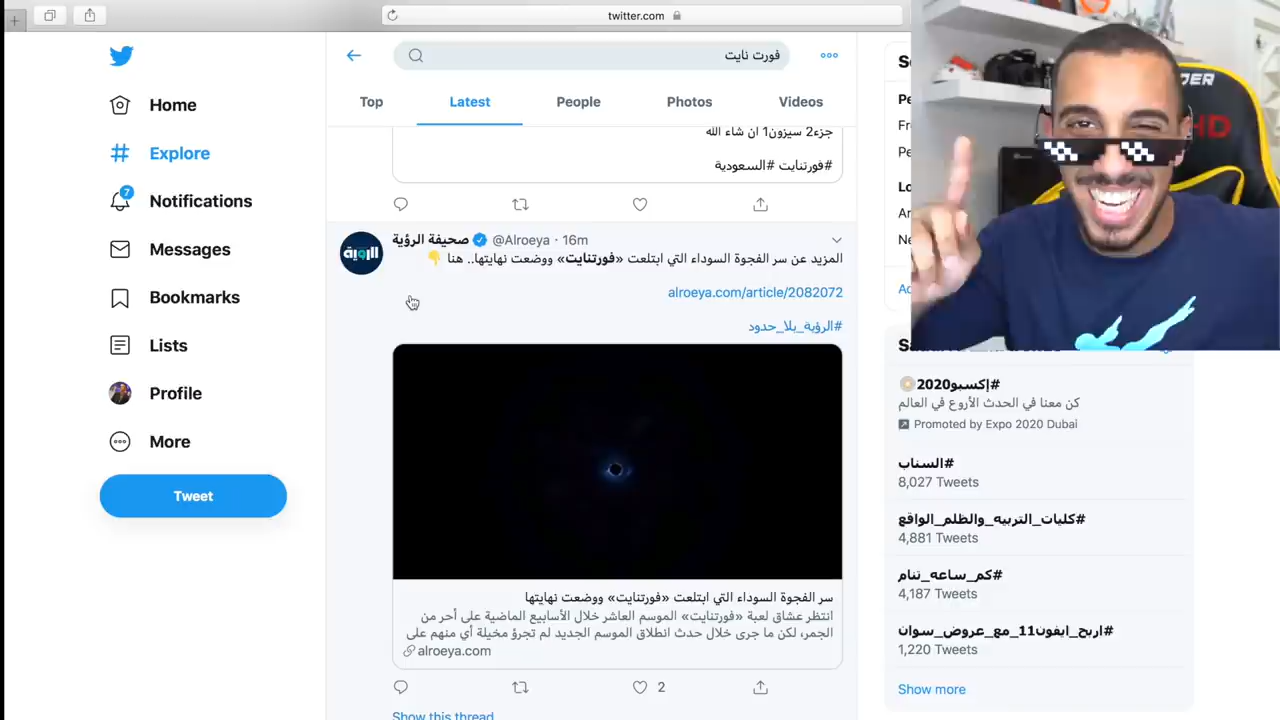 twitter.com
Home
Explore
7
Notifications
Messages
Bookmarks
Lists
Profile
More
Tweet
فورت نايت
Top
Latest
People
Photos
Videos
جزء2 سيزون1 ان شاء الله
#فورتنايت #السعودية
صحيفة الرؤية @Alroeya · 16m
الرؤية
المزيد عن سر الفجوة السوداء التي ابتلعت «فورتنايت» ووضعت نهايتها.. هنا 👇
alroeya.com/article/2082072
#الرؤية_بلا_حدود
سر الفجوة السوداء التي ابتلعت «فورتنايت» ووضعت نهايتها
انتظر عشاق لعبة «فورتنايت» الموسم العاشر خلال الأسابيع الماضية على أحر من
الجمر، لكن ما جرى خلال حدث انطلاق الموسم الجديد لم تجرؤ مخيلة أي منهم على
alroeya.com
2
Show this thread
#إكسبو2020
كن معنا في الحدث الأروع في العالم
Promoted by Expo 2020 Dubai
#السناب
8,027 Tweets
#كليات_التربيه_والظلم_الواقع
4,881 Tweets
#كم_ساعه_تنام
4,187 Tweets
#اربح_ايفون11_مع_عروض_سوان
1,220 Tweets
Show more